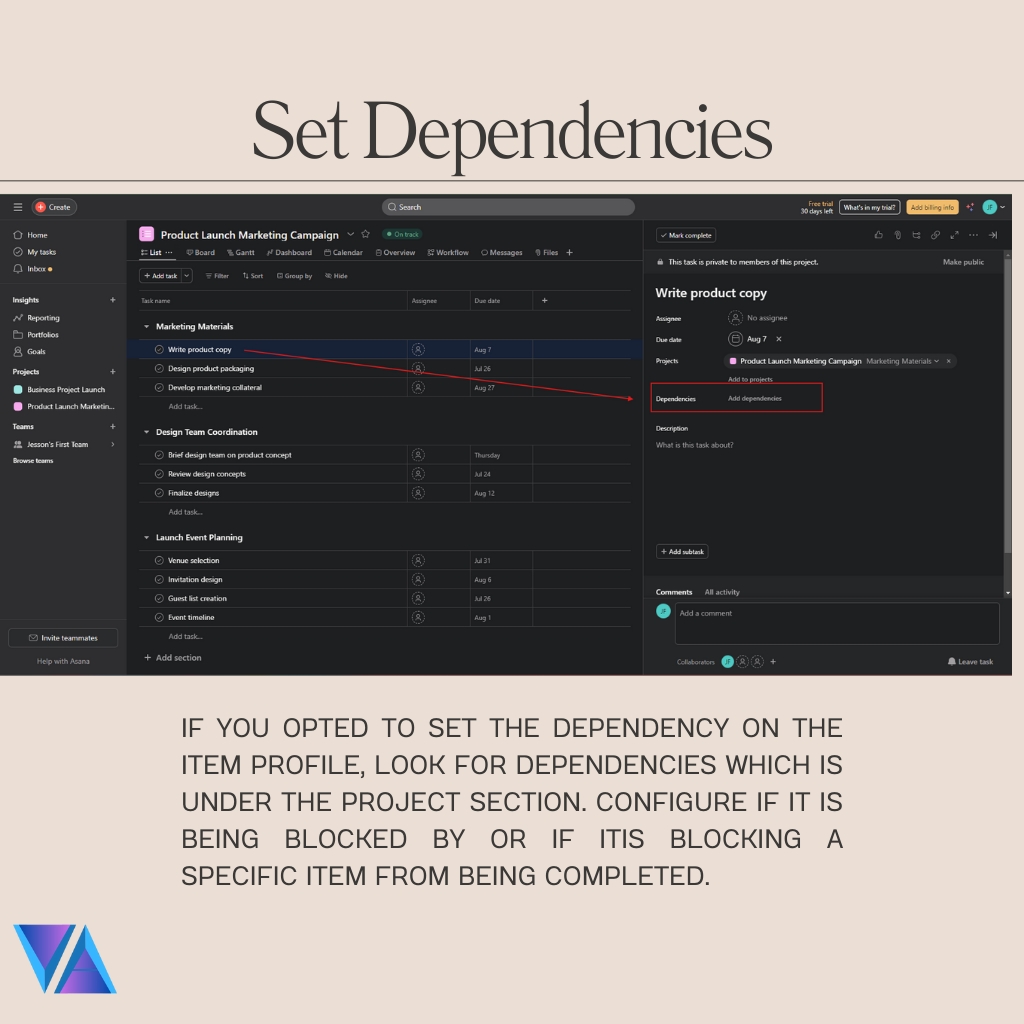 Set Dependencies
Create
Search
Free trial
30 days left
What's in my trial?
Add billing info
JF
Home
My tasks
Inbox
Insights
Reporting
Portfolios
Goals
Projects
Business Project Launch
Product Launch Marketin...
Teams
Jesson's First Team
Browse teams
Invite teammates
Help with Asana
Product Launch Marketing Campaign
On track
List
Board
Gantt
Dashboard
Calendar
Overview
Workflow
Messages
Files
Add task
Filter
Sort
Group by
Hide
Task name Assignee Due date
Marketing Materials
Write product copy Aug 7
Design product packaging Jul 26
Develop marketing collateral Aug 27
Add task...
Design Team Coordination
Brief design team on product concept Thursday
Review design concepts Jul 24
Finalize designs Aug 12
Add task...
Launch Event Planning
Venue selection Jul 31
Invitation design Aug 6
Guest list creation Jul 26
Event timeline Aug 1
Add task...
Add section
Mark complete
This task is private to members of this project. Make public
Write product copy
Assignee No assignee
Due date Aug 7
Projects Product Launch Marketing Campaign Marketing Materials
Add to projects
Dependencies Add dependencies
Description
What is this task about?
Add subtask
Comments All activity
JF Add a comment
Collaborators JF Leave task
IF YOU OPTED TO SET THE DEPENDENCY ON THE
ITEM PROFILE, LOOK FOR DEPENDENCIES WHICH IS
UNDER THE PROJECT SECTION. CONFIGURE IF IT IS
BEING BLOCKED BY OR IF ITIS BLOCKING A
SPECIFIC ITEM FROM BEING COMPLETED.
VA